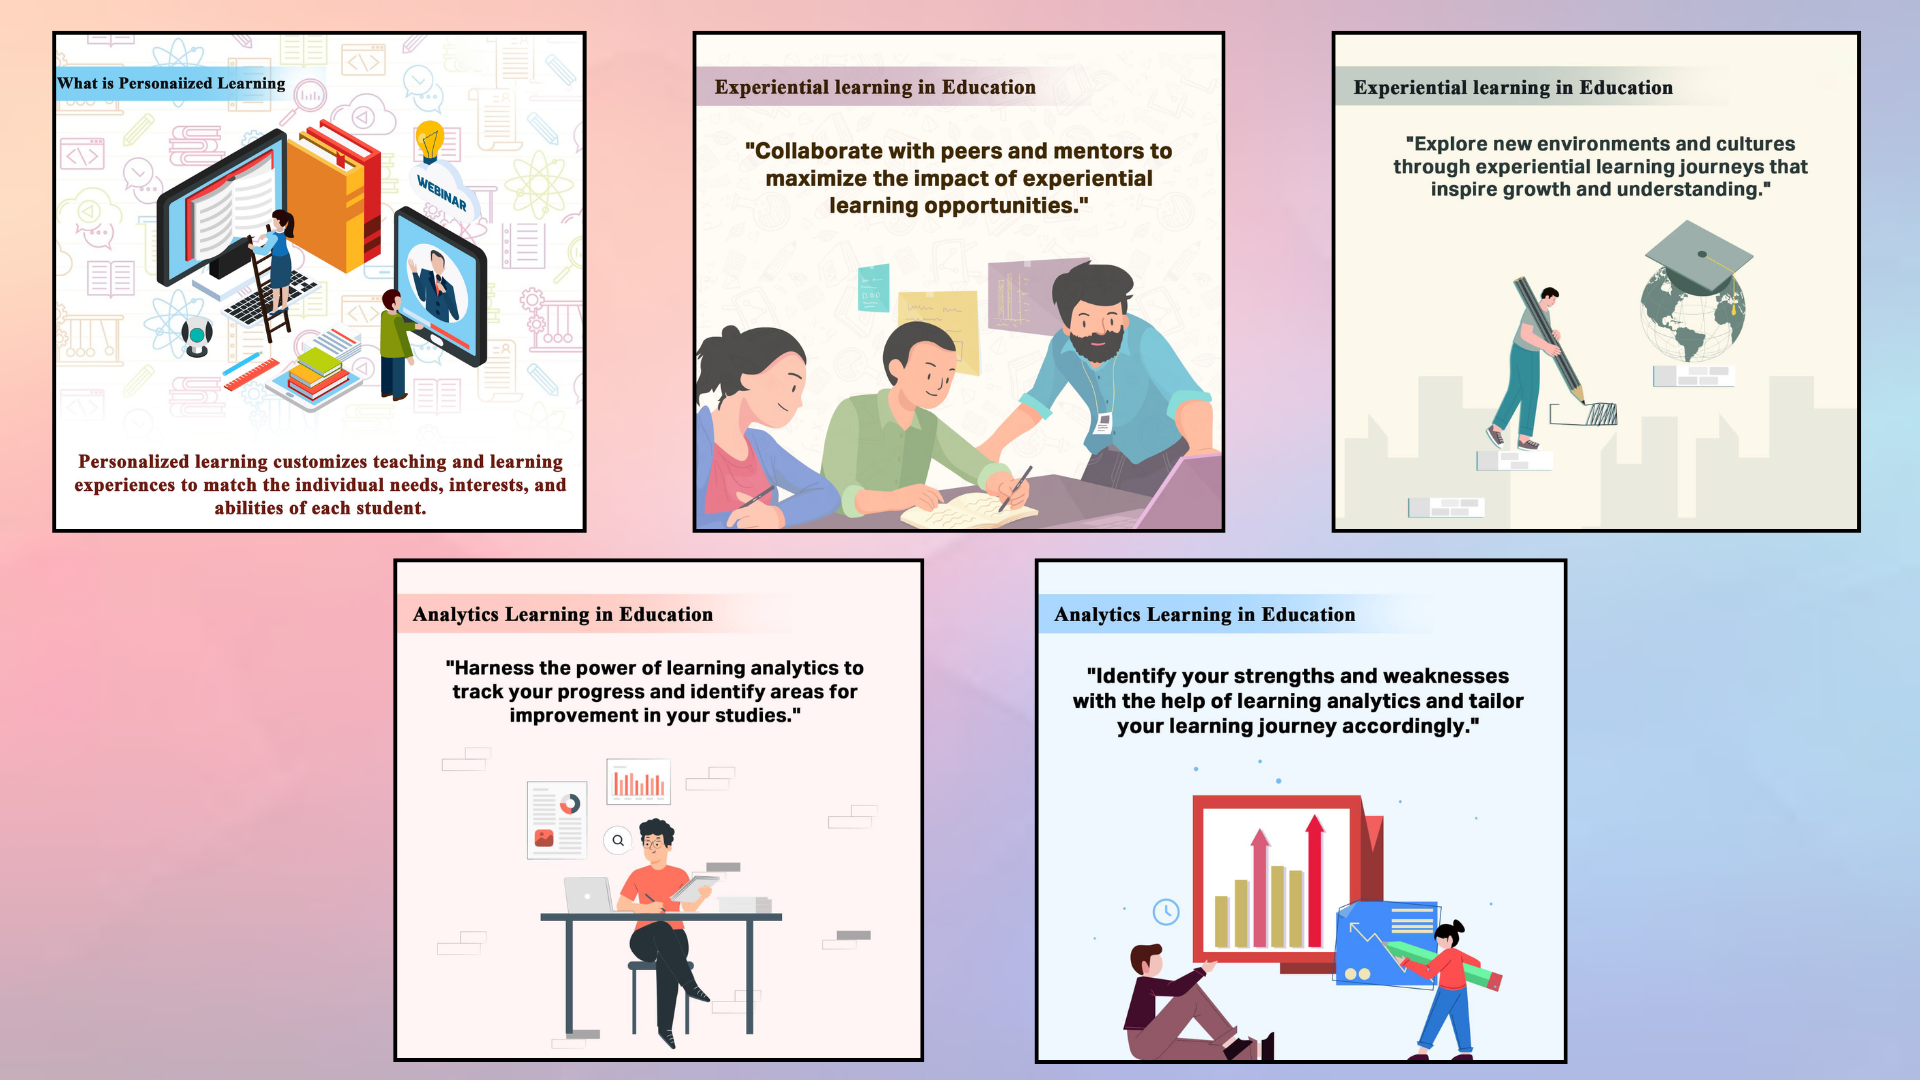 What is Personaiized Learning
WEBINAR
Personalized learning customizes teaching and learning
experiences to match the individual needs, interests, and
abilities of each student.
Experiential learning in Education
"Collaborate with peers and mentors to
maximize the impact of experiential
learning opportunities."
Experiential learning in Education
"Explore new environments and cultures
through experiential learning journeys that
inspire growth and understanding."
Analytics Learning in Education
"Harness the power of learning analytics to
track your progress and identify areas for
improvement in your studies."
Analytics Learning in Education
"Identify your strengths and weaknesses
with the help of learning analytics and tailor
your learning journey accordingly."